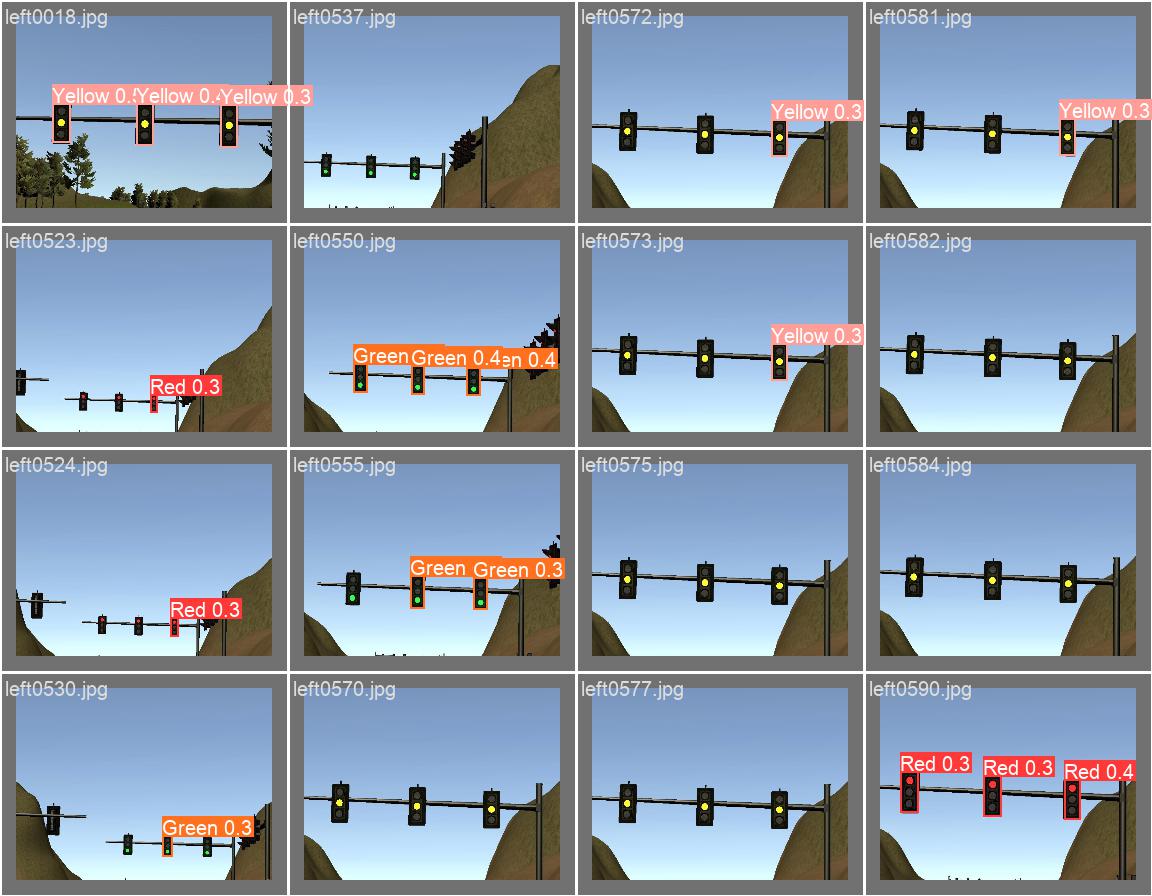 left0018.jpg
left0537.jpg
left0572.jpg
left0581.jpg
Yellow
Yellow
Yellow 0.3
Yellow 0.3
Yellow 0.3
left0523.jpg
left0550.jpg
left0573.jpg
left0582.jpg
Red 0.3
Green
Green 0.4
en 0.4
Yellow 0.3
left0524.jpg
left0555.jpg
left0575.jpg
left0584.jpg
Red 0.3
Green
Green 0.3
left0530.jpg
left0570.jpg
left0577.jpg
left0590.jpg
Green 0.3
Red 0.3
Red 0.3
Red 0.4